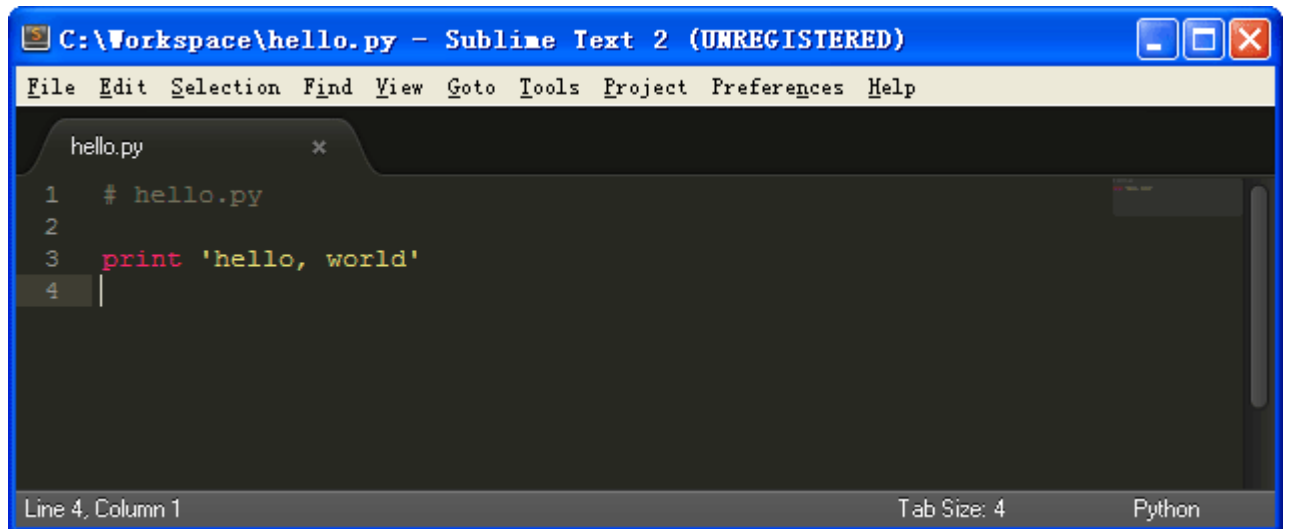 C:\Workspace\hello.py - Sublime Text 2 (UNREGISTERED)
File Edit Selection Find View Goto Tools Project Preferences Help
hello.py ×
1 # hello.py
2
3 print 'hello, world'
4
Line 4, Column 1 Tab Size: 4 Python